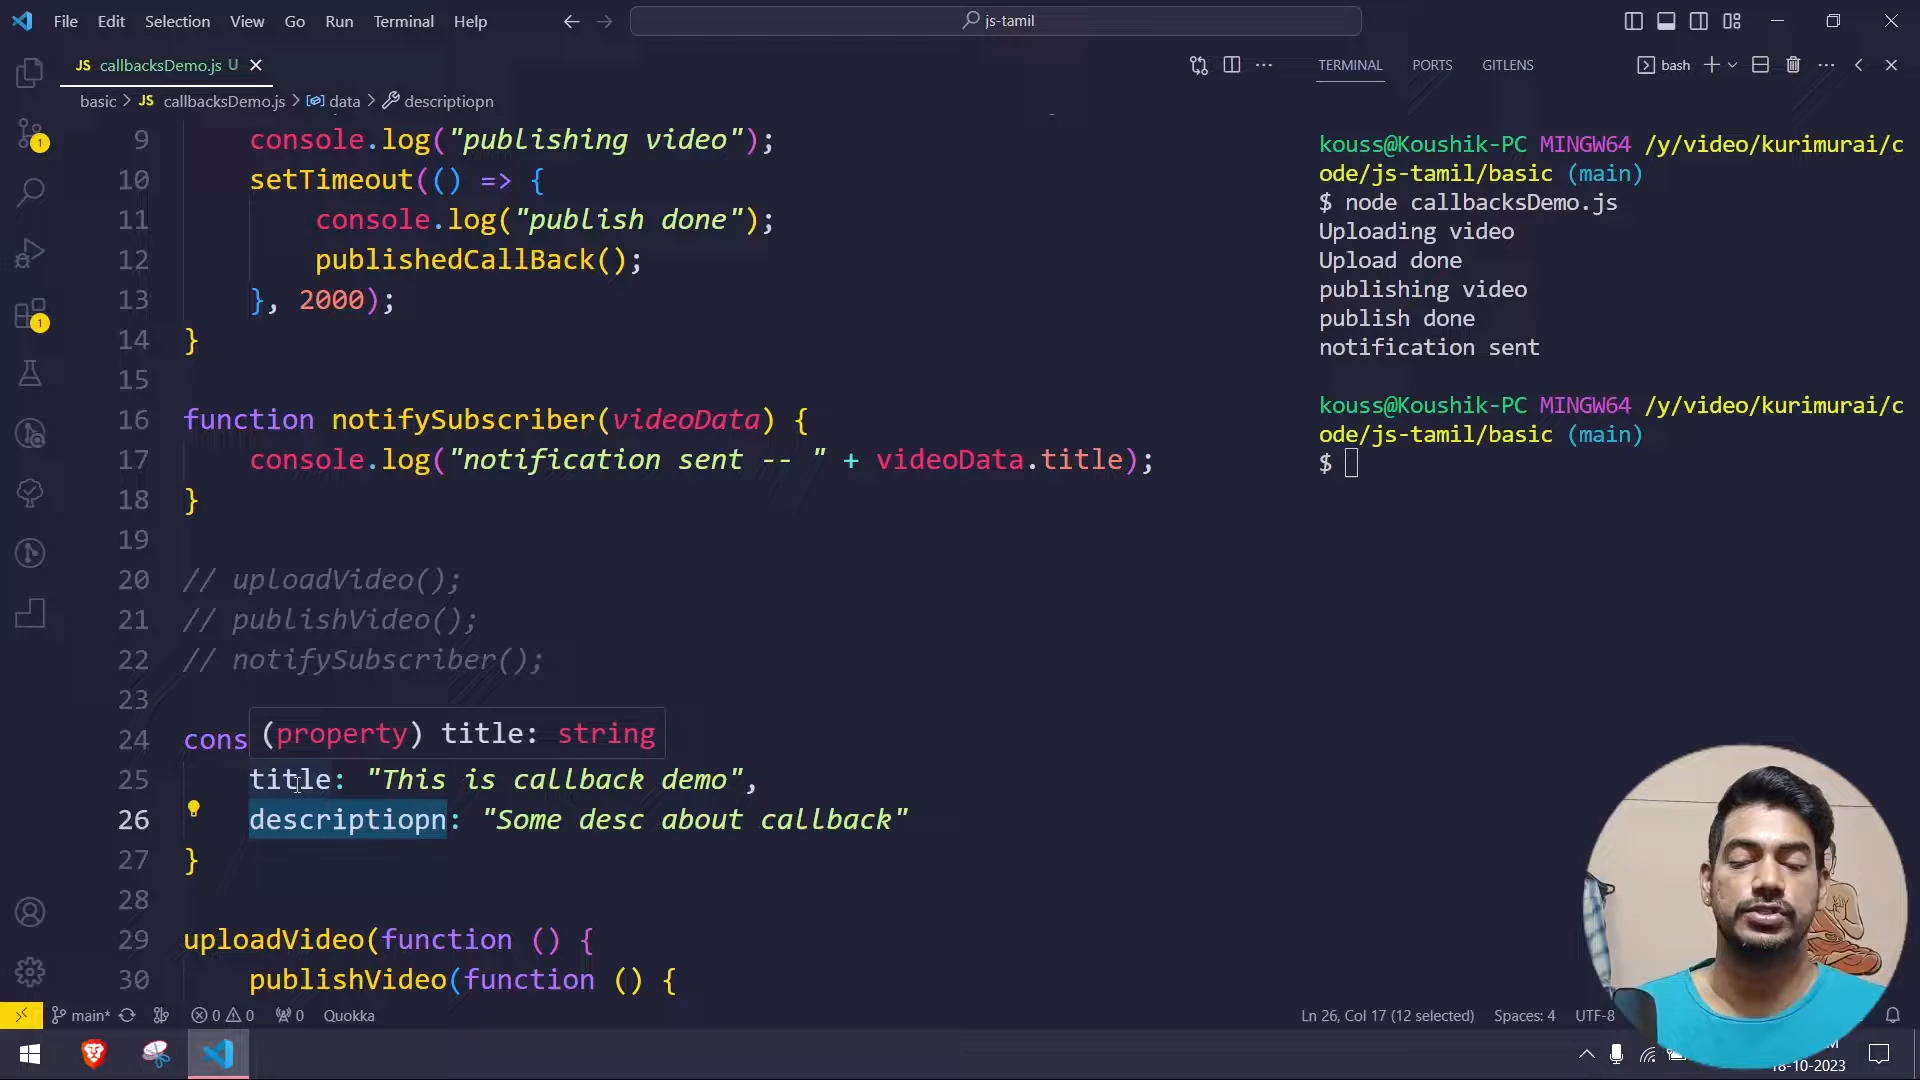 File Edit Selection View Go Run Terminal Help
js-tamil
JS callbacksDemo.js U
TERMINAL PORTS GITLENS
bash
basic > JS callbacksDemo.js > data > descriptiopn
9 console.log("publishing video");
10 setTimeout(() => {
11 console.log("publish done");
12 publishedCallBack();
13 }, 2000);
14 }
15
16 function notifySubscriber(videoData) {
17 console.log("notification sent -- " + videoData.title);
18 }
19
20 // uploadVideo();
21 // publishVideo();
22 // notifySubscriber();
23
24 cons
(property) title: string
25 title: "This is callback demo",
26 descriptiopn: "Some desc about callback"
27 }
28
29 uploadVideo(function () {
30 publishVideo(function () {
kouss@Koushik-PC MINGW64 /y/video/kurimurai/c
ode/js-tamil/basic (main)
$ node callbacksDemo.js
Uploading video
Upload done
publishing video
publish done
notification sent
kouss@Koushik-PC MINGW64 /y/video/kurimurai/c
ode/js-tamil/basic (main)
$
1
1
main* 0 0 0 Quokka
Ln 26, Col 17 (12 selected) Spaces: 4 UTF-8
18-10-2023